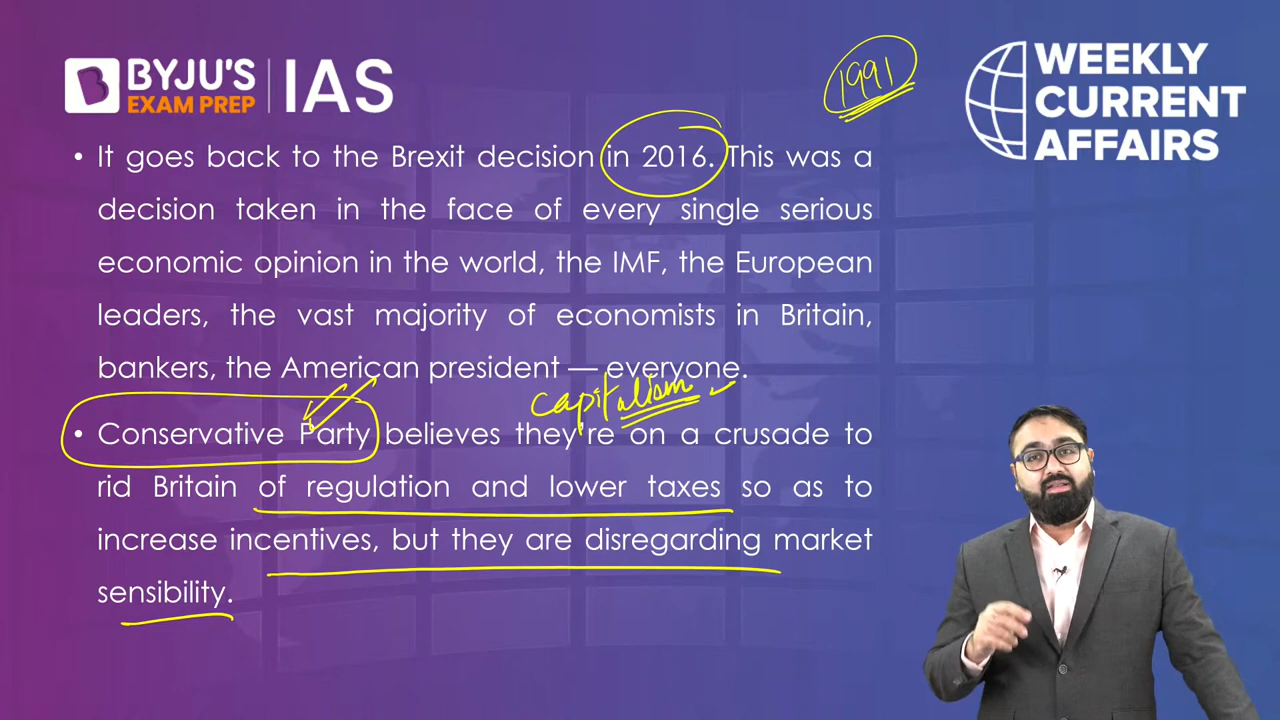 BYJU'S
EXAM PREP
IAS
1991
WEEKLY
CURRENT
AFFAIRS
• It goes back to the Brexit decision in 2016. This was a
decision taken in the face of every single serious
economic opinion in the world, the IMF, the European
leaders, the vast majority of economists in Britain,
bankers, the American president — everyone.
capitalism
• Conservative Party believes they're on a crusade to
rid Britain of regulation and lower taxes so as to
increase incentives, but they are disregarding market
sensibility.